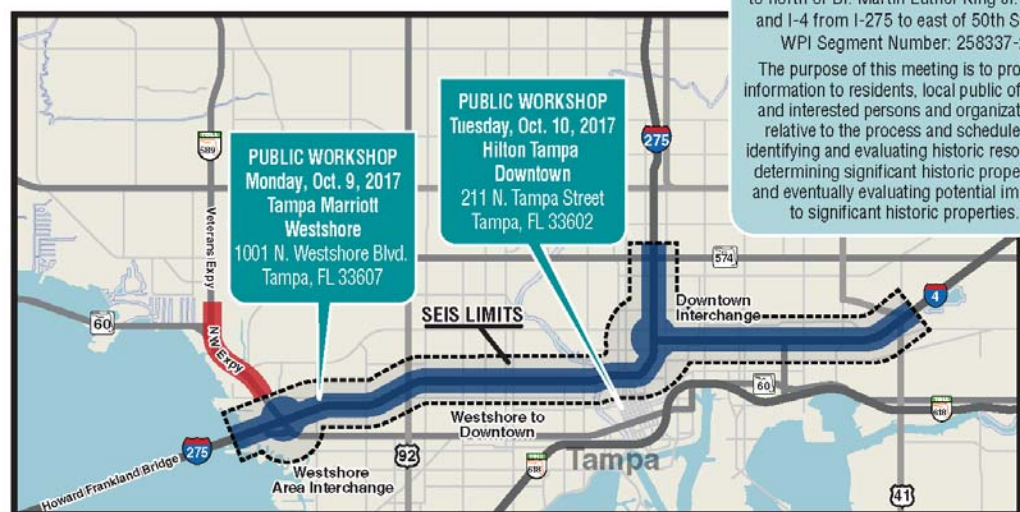 and I-4 from I-275 to east of 50th S
WPI Segment Number: 258337-
The purpose of this meeting is to pro
information to residents, local public of
and interested persons and organizat
relative to the process and schedule
identifying and evaluating historic reso
determining significant historic prope
and eventually evaluating potential im
to significant historic properties.
PUBLIC WORKSHOP
Tuesday, Oct. 10, 2017
Hilton Tampa
Downtown
211 N. Tampa Street
Tampa, FL 33602
PUBLIC WORKSHOP
Monday, Oct. 9, 2017
Tampa Marriott
Westshore
1001 N. Westshore Blvd.
Tampa, FL 33607
589
Veterans Expy
275
574
60
NW Expy
SEIS LIMITS
Downtown
Interchange
4
60
618
Westshore to
Downtown
92
275
Howard Frankland Bridge
Westshore
Area Interchange
618
Tampa
41